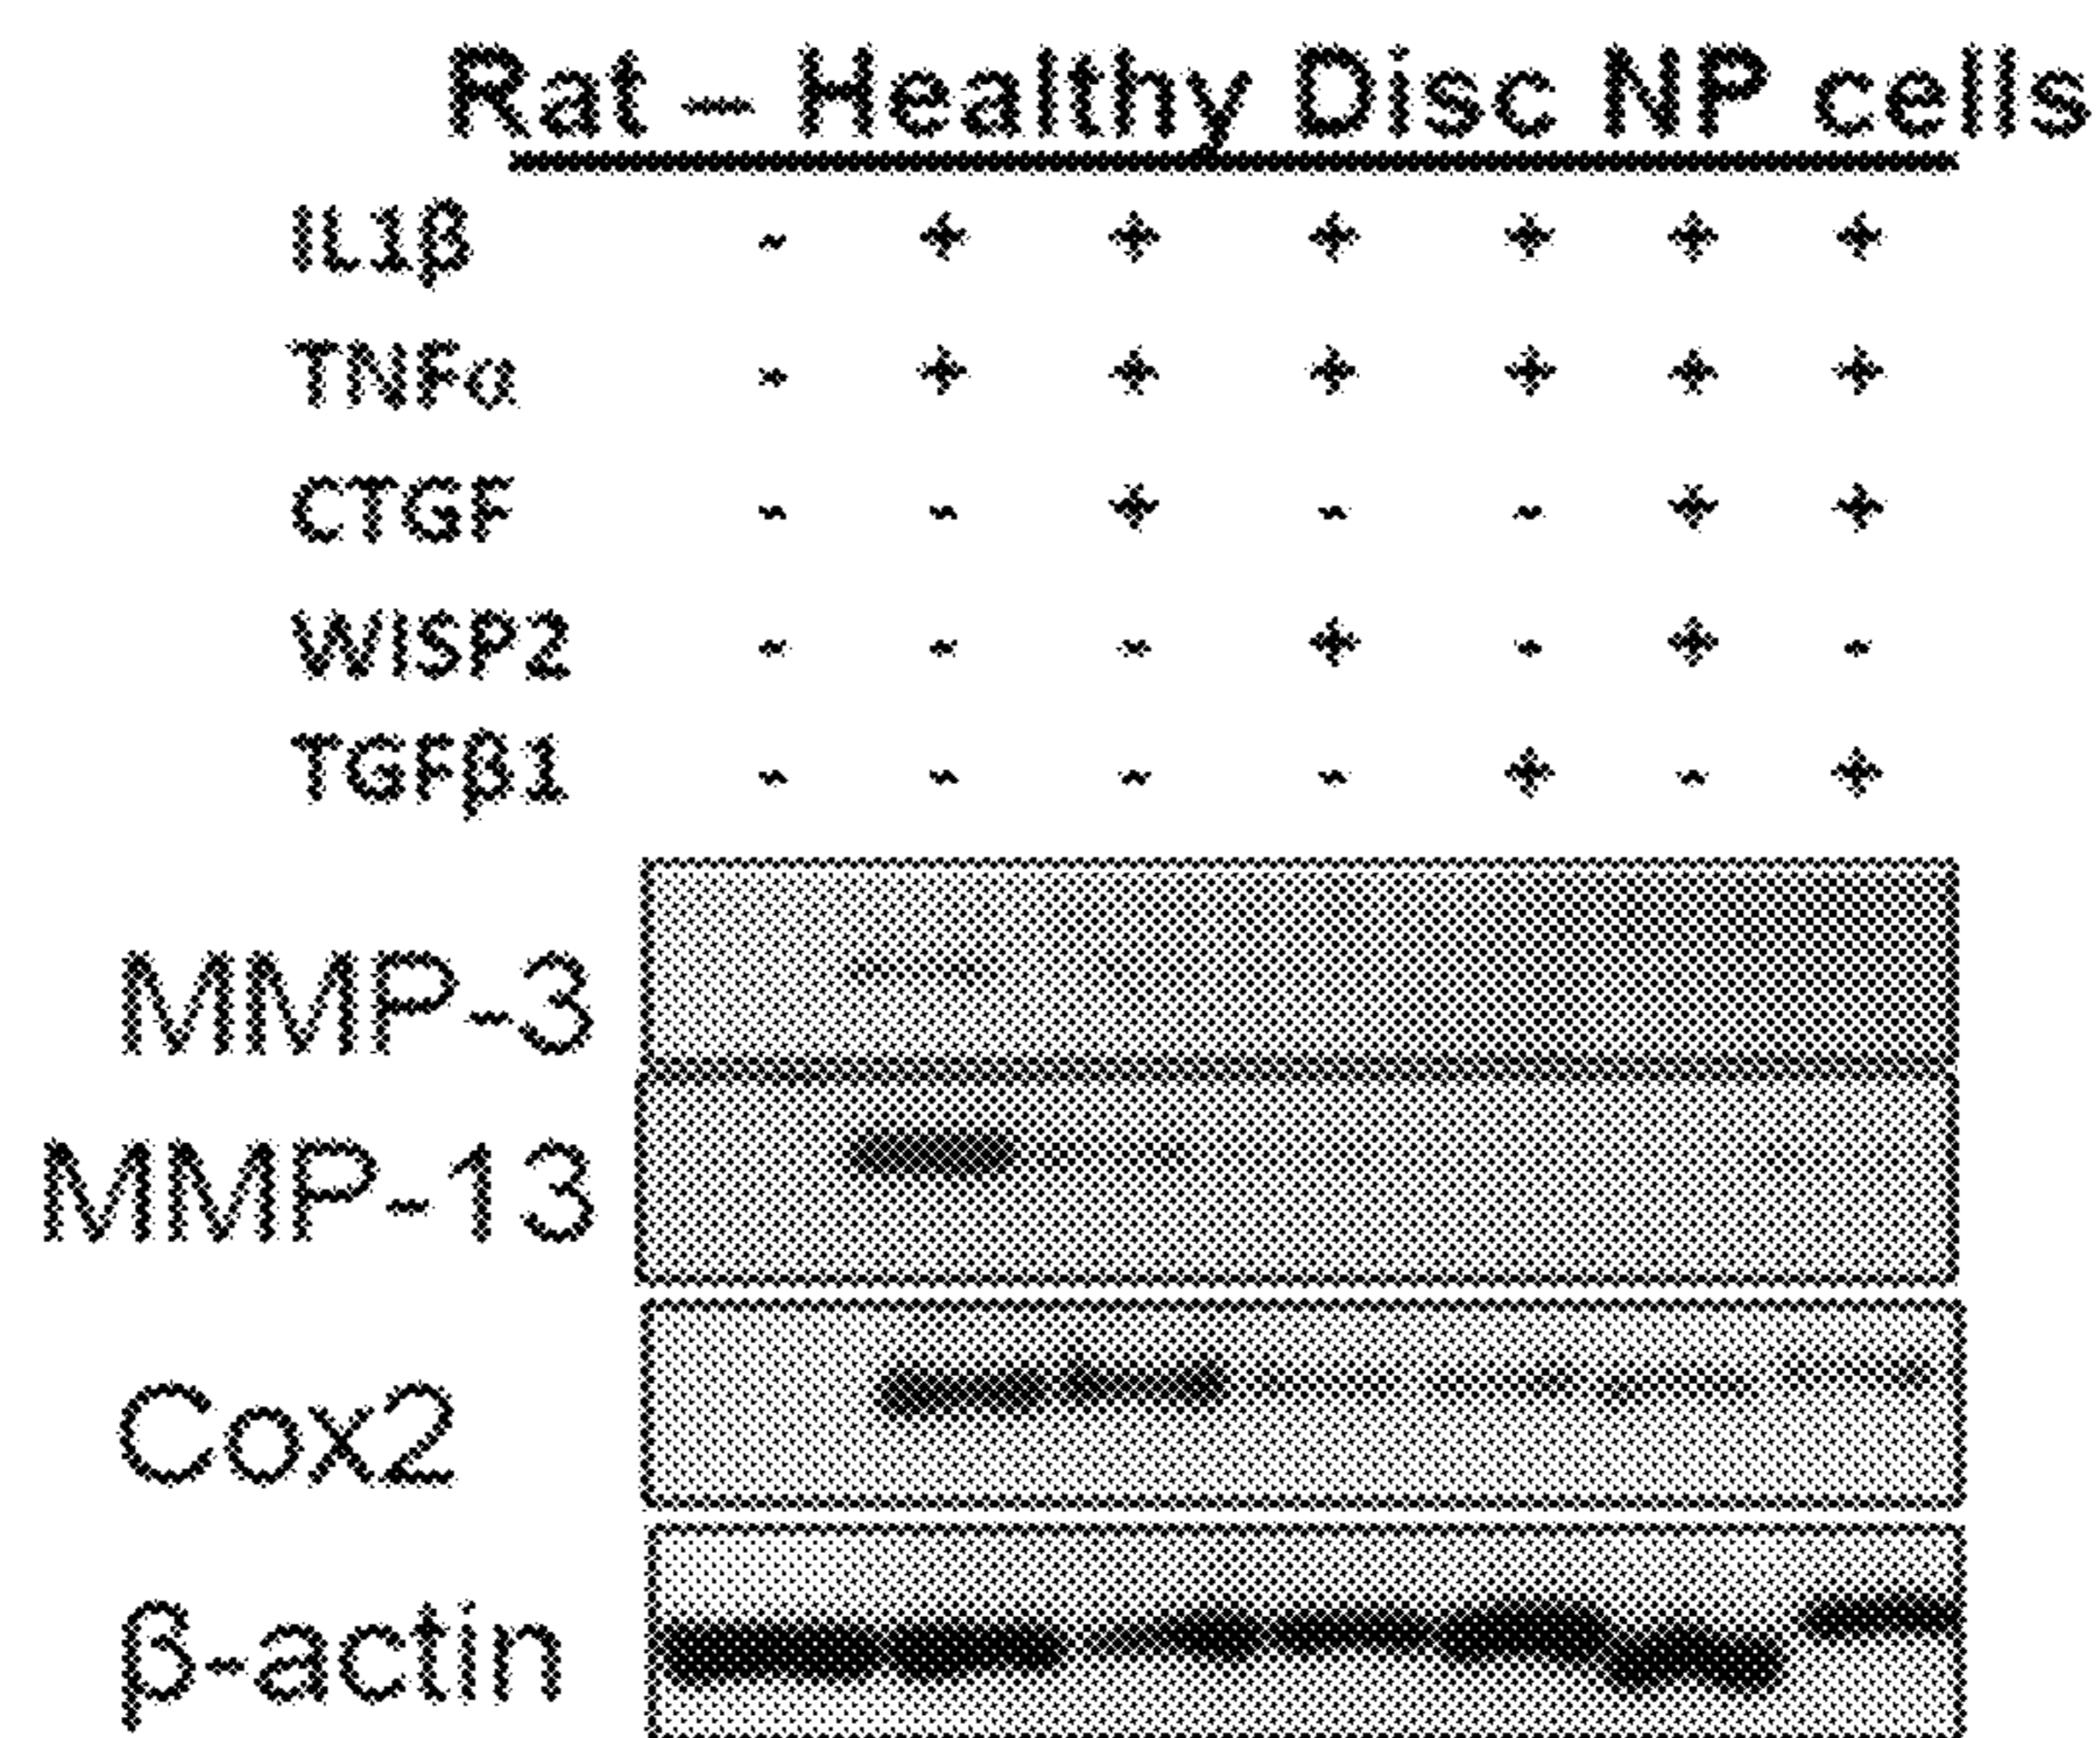 Rat – Healthy Disc NP cells
IL1β - + + + + + +
TNFα - + + + + + +
CTGF - - + - - + +
WISP2 - - - + - + -
TGFβ1 - - - - + - +
MMP-3
MMP-13
Cox2
β-actin